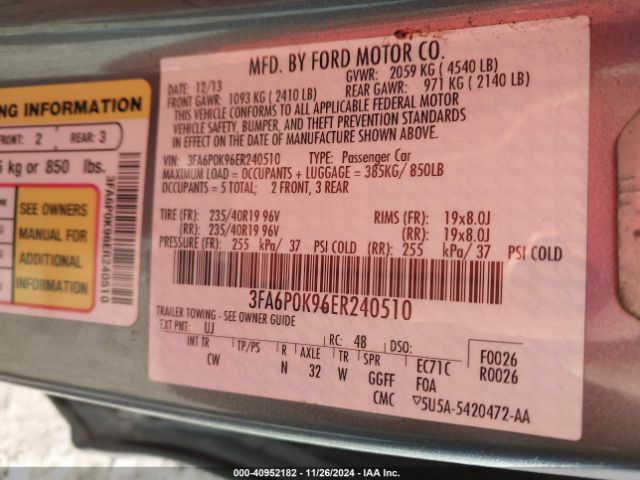 NG INFORMATION
FRONT: 2 REAR: 3
5 kg or 850 lbs.
SEE OWNERS
MANUAL FOR
ADDITIONAL
INFORMATION
3FA6P0K96ER240510
MFD. BY FORD MOTOR CO.
DATE: 12/13 GVWR: 2059 KG ( 4540 LB)
FRONT GAWR: 1093 KG ( 2410 LB) REAR GAWR: 971 KG ( 2140 LB)
THIS VEHICLE CONFORMS TO ALL APPLICABLE FEDERAL MOTOR
VEHICLE SAFETY, BUMPER, AND THEFT PREVENTION STANDARDS
IN EFFECT ON THE DATE OF MANUFACTURE SHOWN ABOVE.
VIN: 3FA6P0K96ER240510 TYPE: Passenger Car
MAXIMUM LOAD = OCCUPANTS + LUGGAGE = 385KG/ 850LB
OCCUPANTS = 5 TOTAL; 2 FRONT, 3 REAR
TIRE (FR): 235/40R19 96V RIMS (FR): 19x8.0J
(RR): 235/40R19 96V (RR): 19x8.0J
PRESSURE (FR): 255 kPa/ 37 PSI COLD (RR): 255 kPa/ 37 PSI COLD
3FA6P0K96ER240510
TRAILER TOWING - SEE OWNER GUIDE
EXT PNT: UJ RC: 48 DSO:
INT TR TP/PS R AXLE TR SPR EC71C F0026
CW N 32 W GGFF F0A R0026
CMC 5U5A-5420472-AA
000-40952182 - 11/26/2024 - IAA Inc.